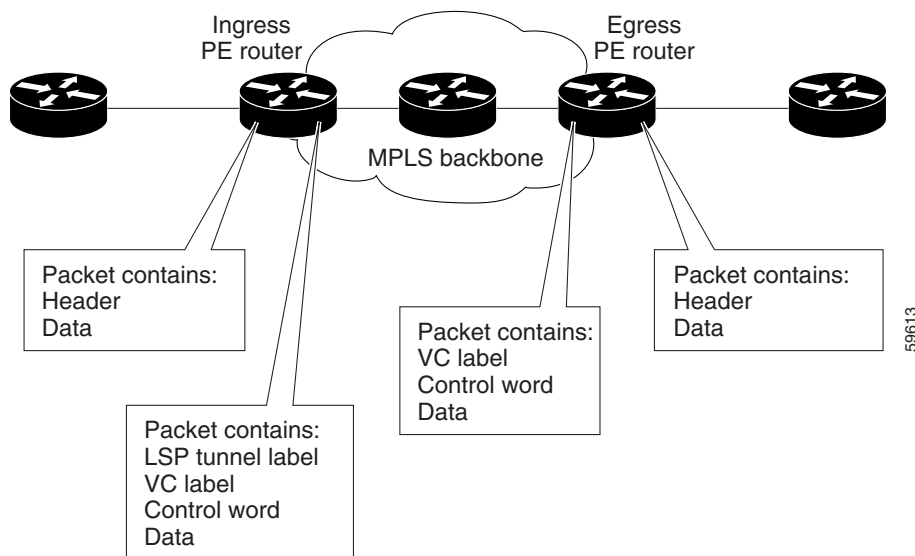 Ingress
PE router
Egress
PE router
MPLS backbone
Packet contains:
Header
Data
Packet contains:
LSP tunnel label
VC label
Control word
Data
Packet contains:
VC label
Control word
Data
Packet contains:
Header
Data
59613